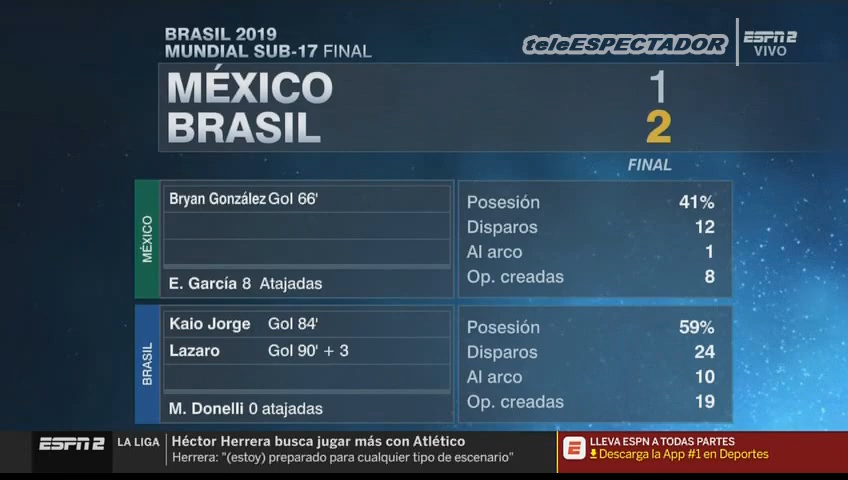 BRASIL 2019
MUNDIAL SUB-17 FINAL
teleESPECTADOR
ESPN 2
VIVO
MÉXICO 1
BRASIL 2
FINAL
MÉXICO
Bryan González Gol 66'
E. García 8 Atajadas
Posesión 41%
Disparos 12
Al arco 1
Op. creadas 8
BRASIL
Kaio Jorge Gol 84'
Lazaro Gol 90' + 3
M. Donelli 0 atajadas
Posesión 59%
Disparos 24
Al arco 10
Op. creadas 19
ESPN 2
LA LIGA
Héctor Herrera busca jugar más con Atlético
Herrera: "(estoy) preparado para cualquier tipo de escenario"
E
LLEVA ESPN A TODAS PARTES
Descarga la App #1 en Deportes